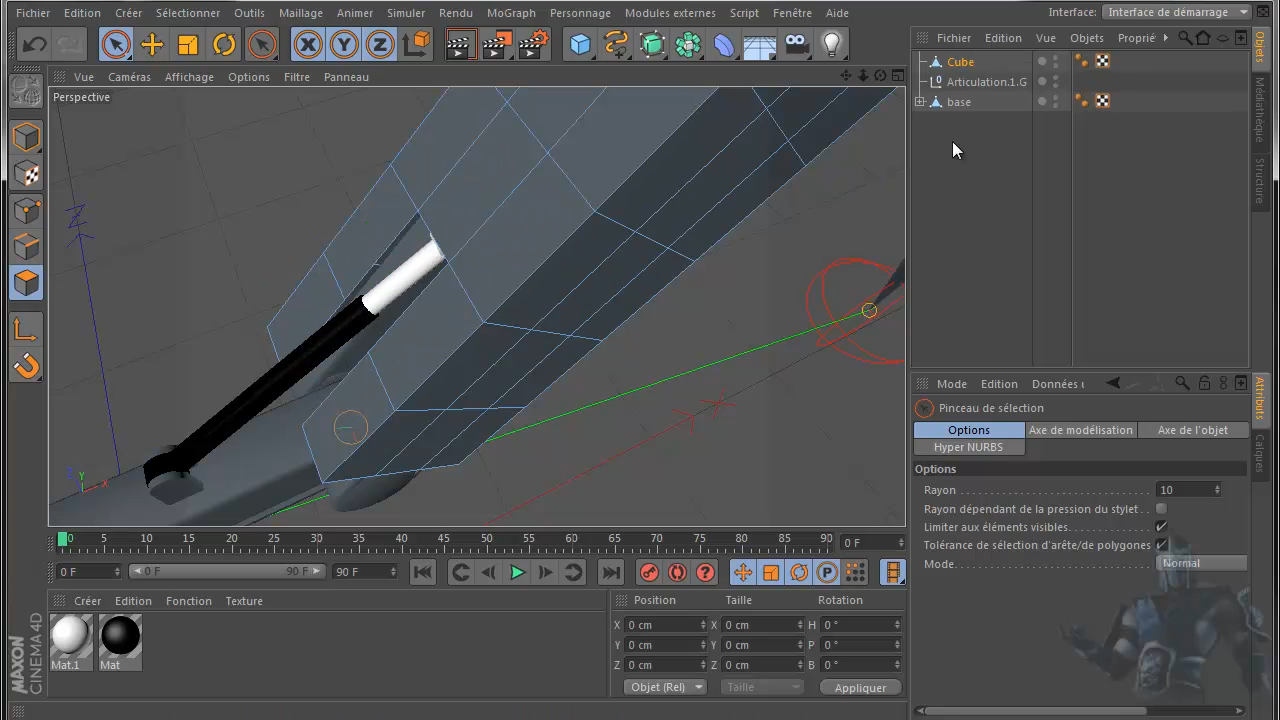 Fichier Edition Créer Sélectionner Outils Maillage Animer Simuler Rendu MoGraph Personnage Modules externes Script Fenêtre Aide Interface: Interface de démarrage
X Y Z
Fichier Edition Vue Objets Proprié
Objets
Médiathèque
Structure
Cube
Articulation.1.G
base
Vue Caméras Affichage Options Filtre Panneau
Perspective
Z
X
Y
X
Mode Edition Données
Attributs
Calques
Pinceau de sélection
Options Axe de modélisation Axe de l'objet
Hyper NURBS
Options
Rayon 10
Rayon dépendant de la pression du stylet
Limiter aux éléments visibles
Tolérance de sélection d'arête/de polygones
Mode Normal
0 5 10 15 20 25 30 35 40 45 50 55 60 65 70 75 80 85 90 0 F
0 F 0 F 90 F 90 F
P
Créer Edition Fonction Texture
Mat.1 Mat
MAXON
CINEMA 4D
Position Taille Rotation
X 0 cm X 0 cm H 0 °
Y 0 cm Y 0 cm P 0 °
Z 0 cm Z 0 cm B 0 °
Objet (Rel) Taille Appliquer